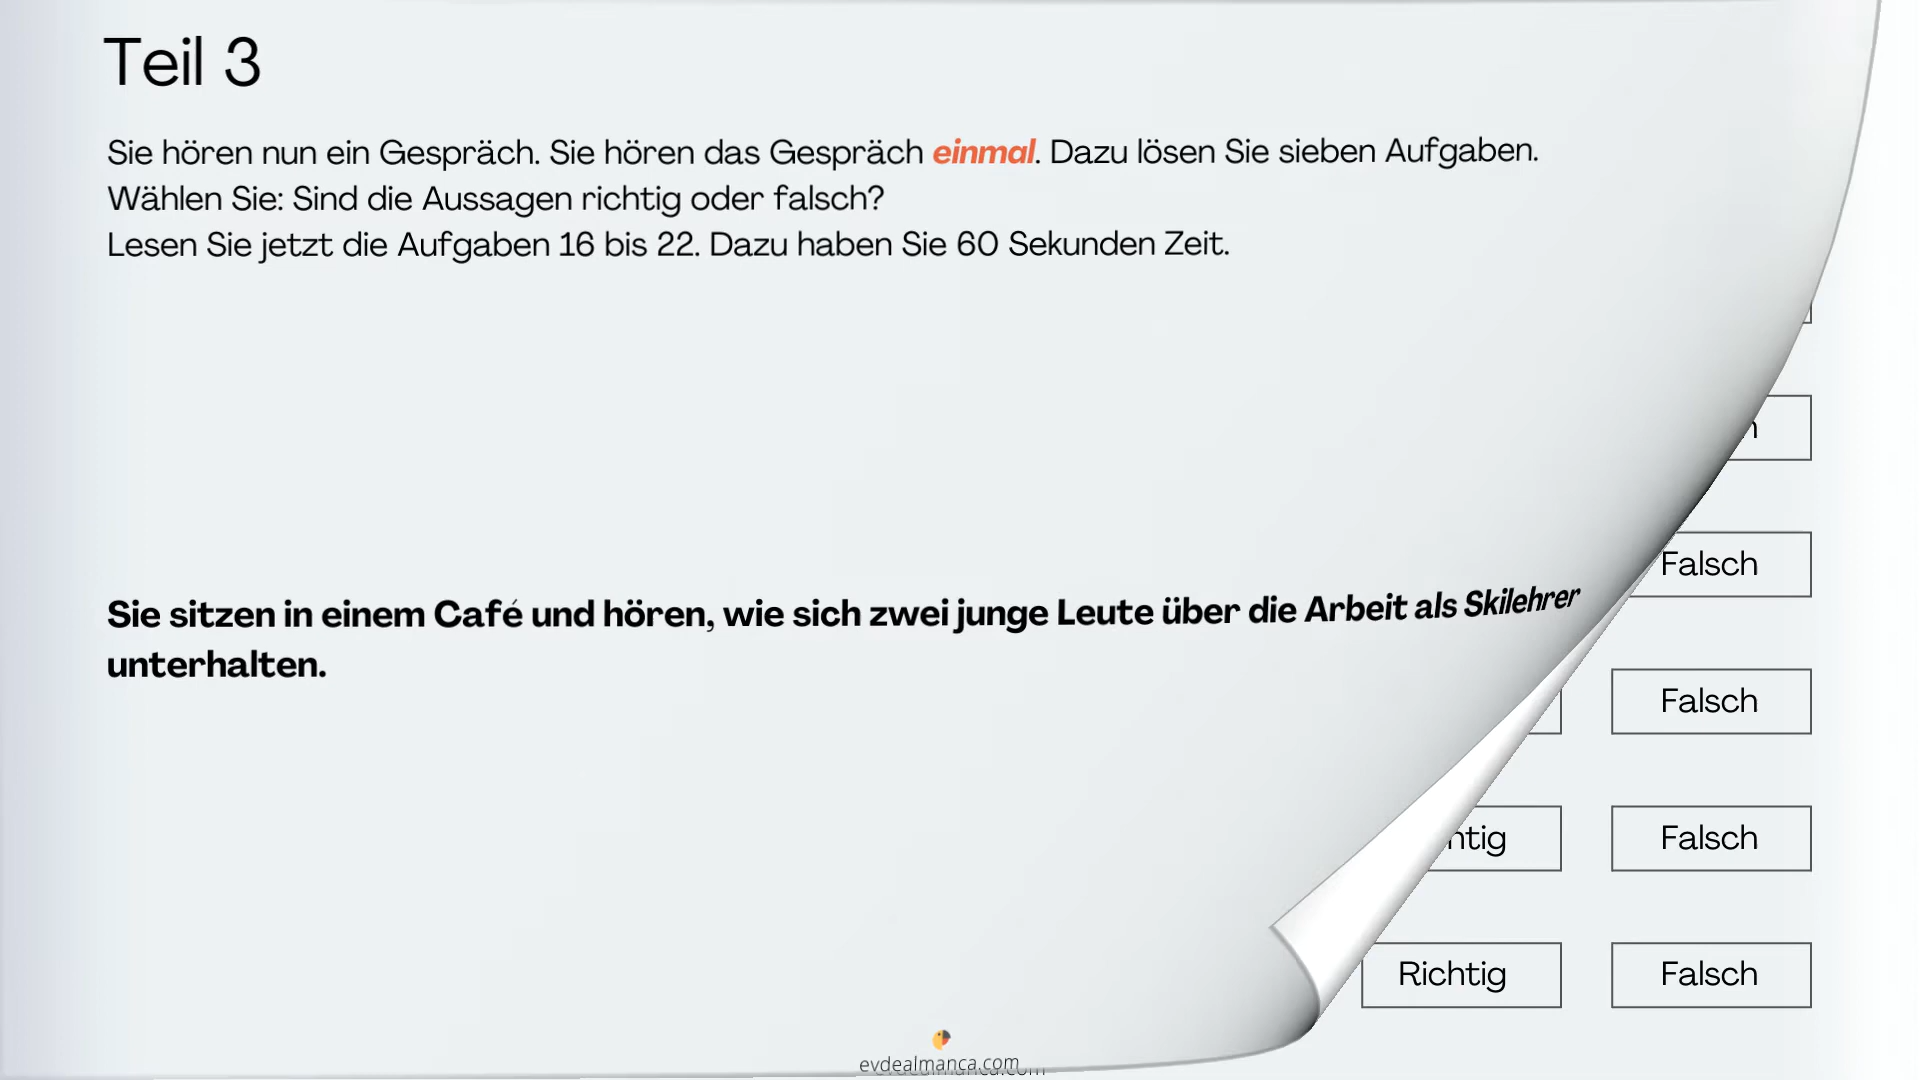 Teil 3
Sie hören nun ein Gespräch. Sie hören das Gespräch einmal. Dazu lösen Sie sieben Aufgaben.
Wählen Sie: Sind die Aussagen richtig oder falsch?
Lesen Sie jetzt die Aufgaben 16 bis 22. Dazu haben Sie 60 Sekunden Zeit.
Falsch
Sie sitzen in einem Café und hören, wie sich zwei junge Leute über die Arbeit als Skilehrer
unterhalten.
Falsch
Falsch
Richtig Falsch
evdealmanca.com